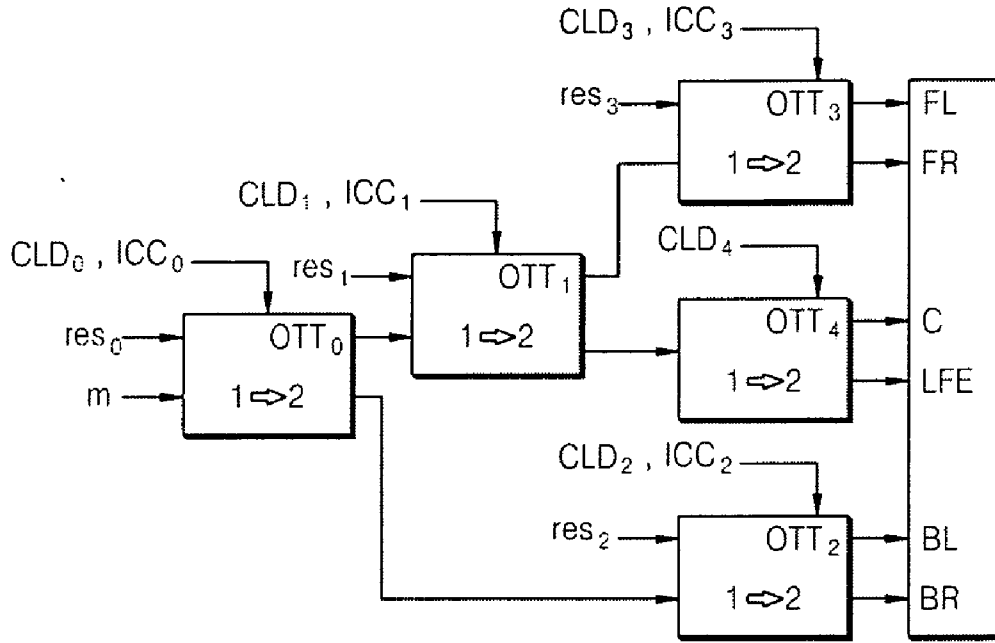 CLD₃ , ICC₃
res₃
OTT₃
1⇨2
FL
FR
CLD₁ , ICC₁
res₁
OTT₁
1⇨2
CLD₄
OTT₄
1⇨2
C
LFE
CLD₀ , ICC₀
res₀
m
OTT₀
1⇨2
CLD₂ , ICC₂
res₂
OTT₂
1⇨2
BL
BR